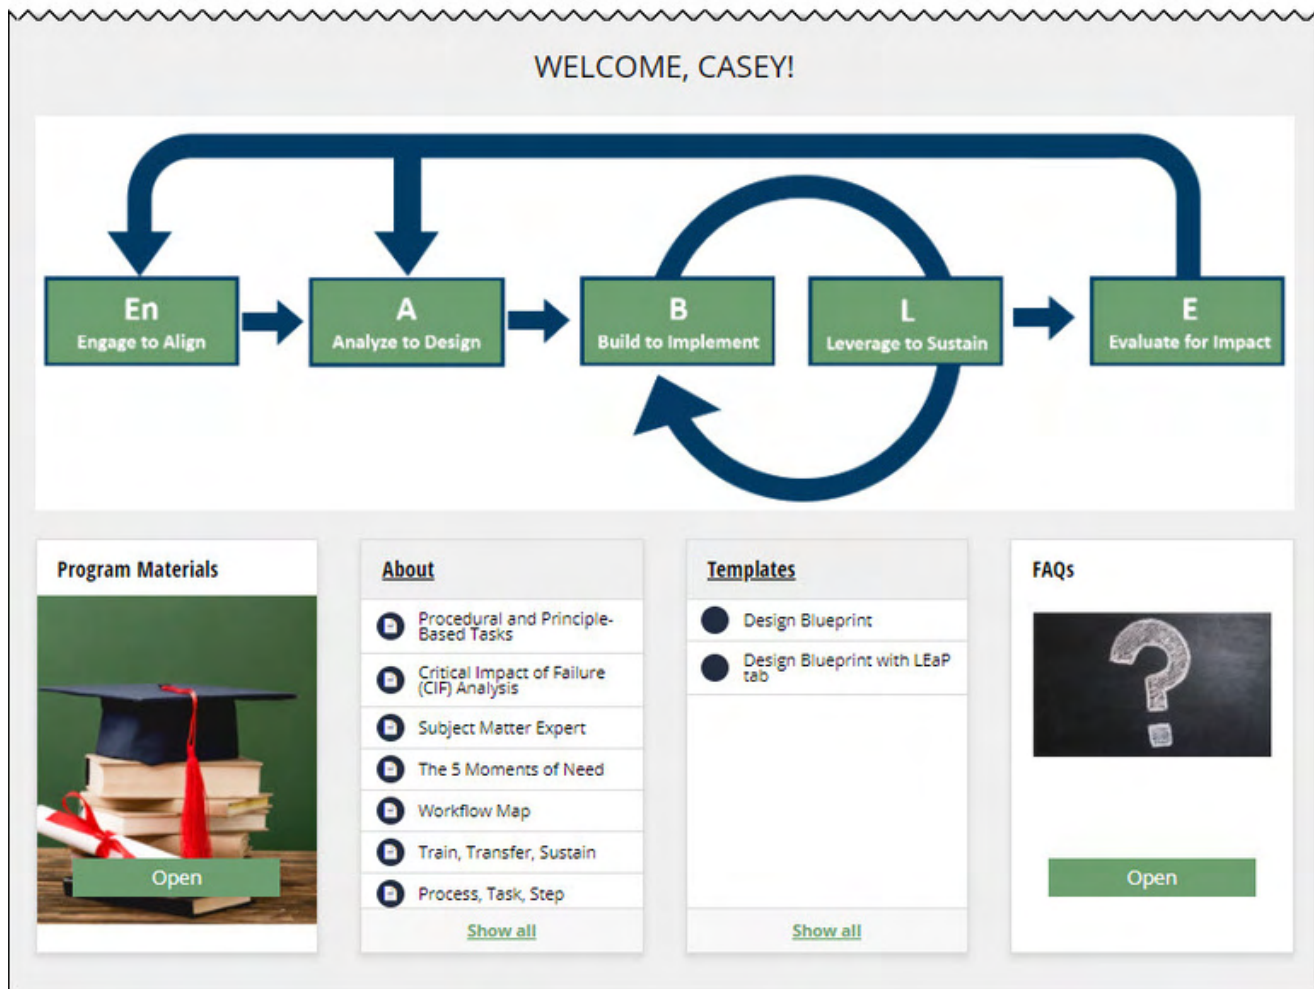 WELCOME, CASEY!
En
Engage to Align
A
Analyze to Design
B
Build to Implement
L
Leverage to Sustain
E
Evaluate for Impact
Program Materials
Open
About
Procedural and Principle-
Based Tasks
Critical Impact of Failure
(CIF) Analysis
Subject Matter Expert
The 5 Moments of Need
Workflow Map
Train, Transfer, Sustain
Process, Task, Step
Show all
Templates
Design Blueprint
Design Blueprint with LEaP
tab
Show all
FAQs
?
Open